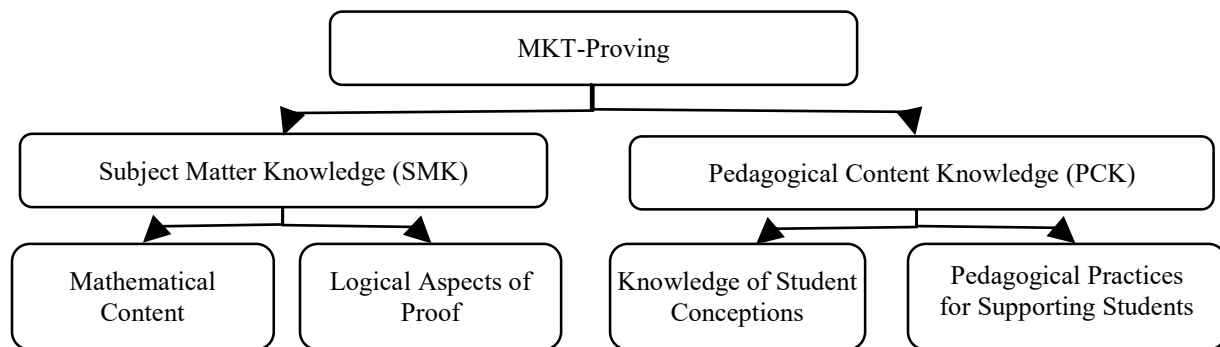 MKT-Proving
Subject Matter Knowledge (SMK)
Pedagogical Content Knowledge (PCK)
Mathematical
Content
Logical Aspects of
Proof
Knowledge of Student
Conceptions
Pedagogical Practices
for Supporting Students